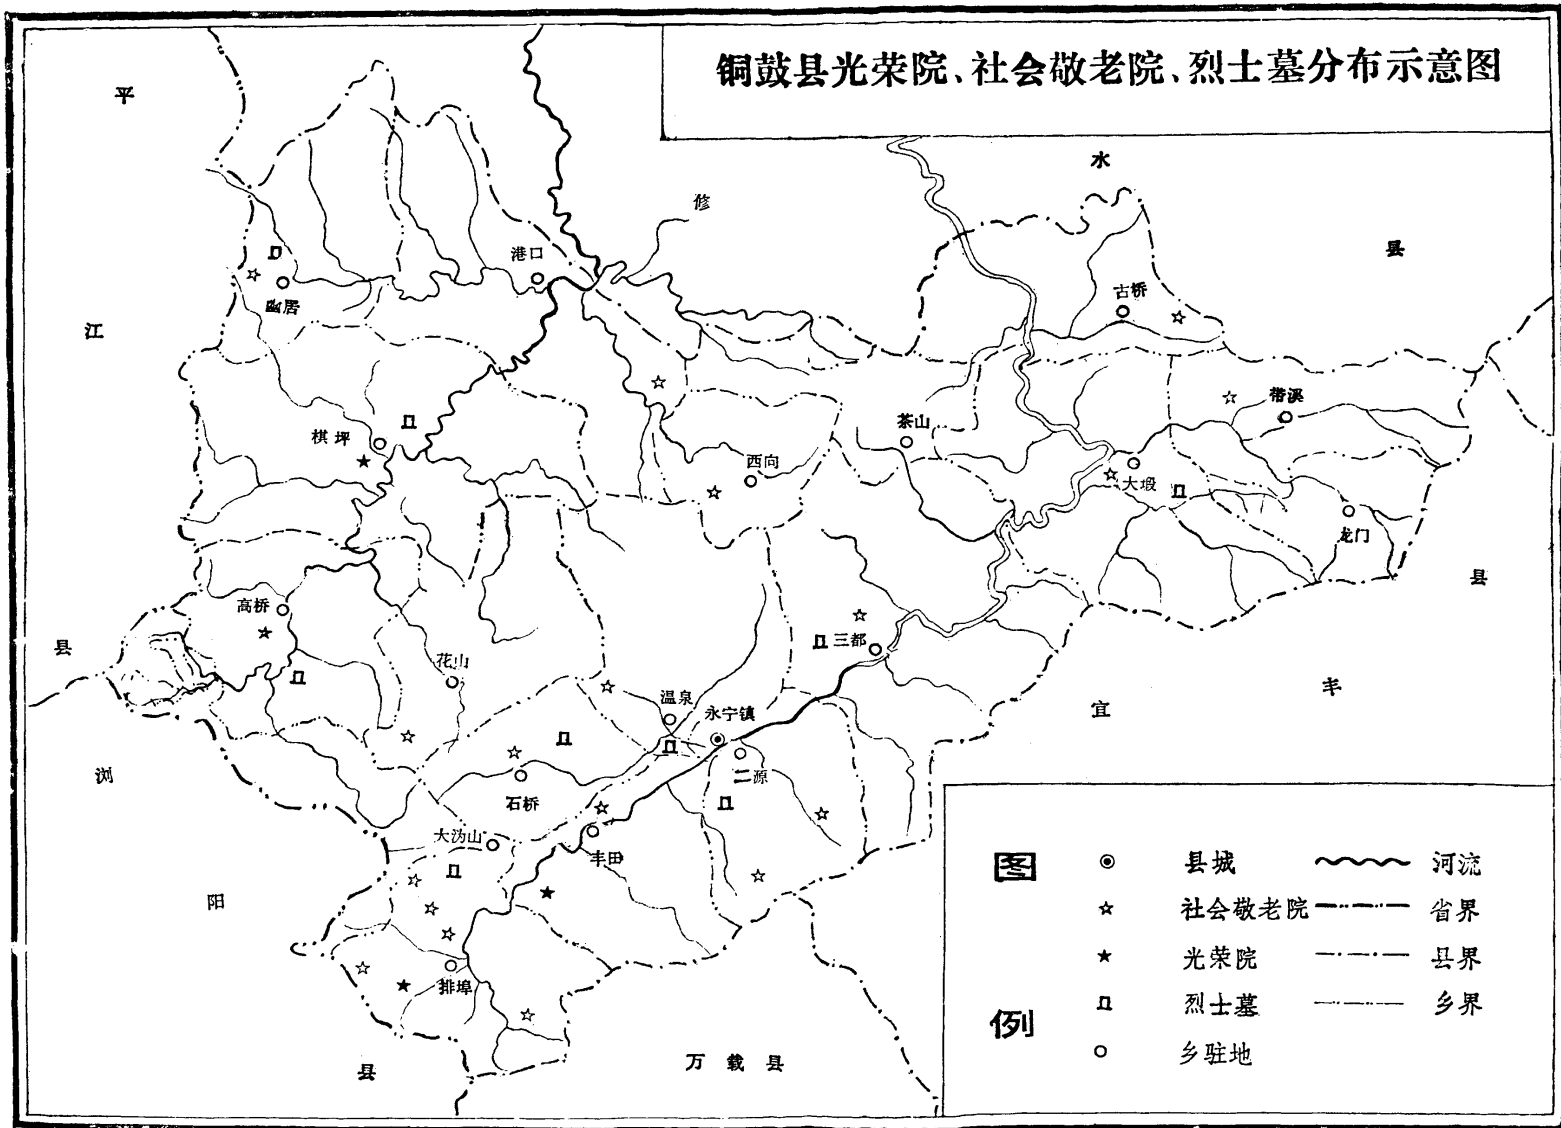 铜鼓县光荣院、社会敬老院、烈士墓分布示意图
平
江
县
修
水
县
港口
幽居
古桥
带溪
棋坪
茶山
西向
大塅
龙门
县
高桥
三都
花山
温泉
永宁镇
二源
宜
丰
浏
石桥
大沩山
丰田
阳
排埠
县
万载县
图例
县城
河流
社会敬老院
省界
光荣院
县界
烈士墓
乡界
乡驻地